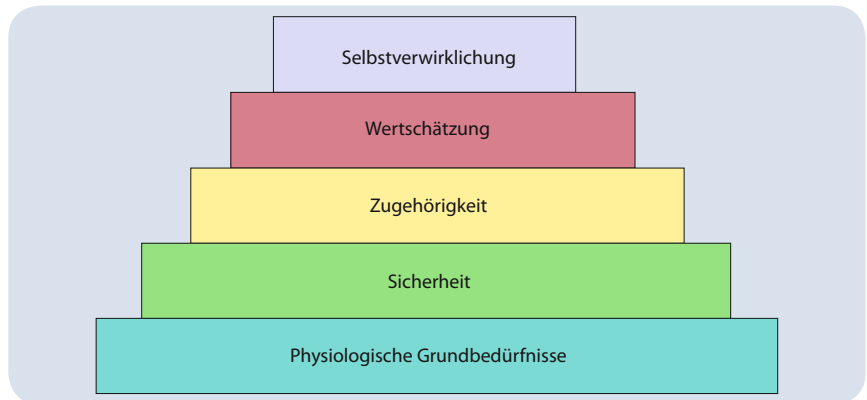 Selbstverwirklichung
Wertschätzung
Zugehörigkeit
Sicherheit
Physiologische Grundbedürfnisse